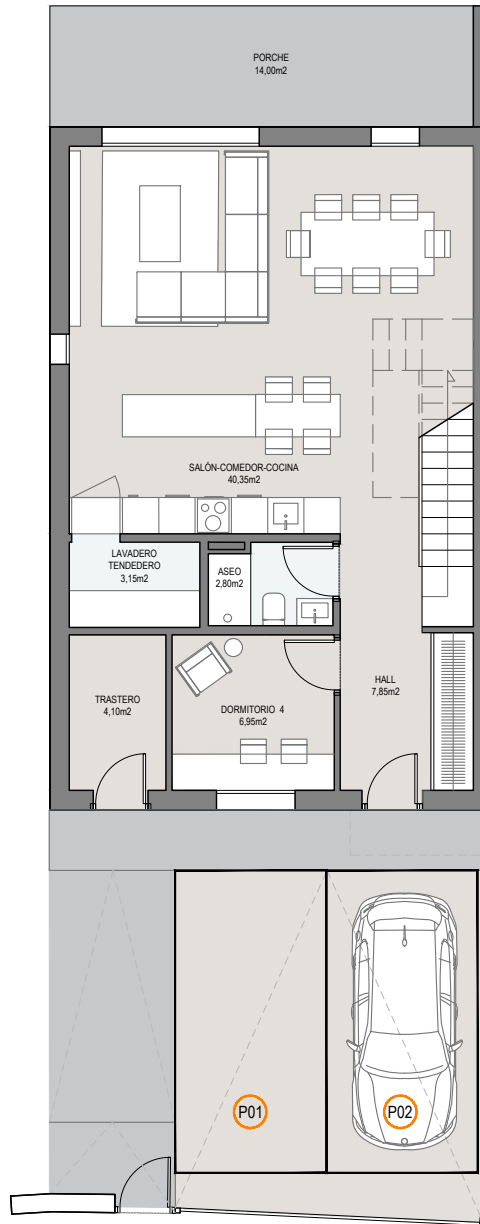 PORCHE
14,00m2
SALÓN-COMEDOR-COCINA
40,35m2
LAVADERO
TENDEDERO
3,15m2
ASEO
2,80m2
TRASTERO
4,10m2
DORMITORIO 4
6,95m2
HALL
7,85m2
P01
P02